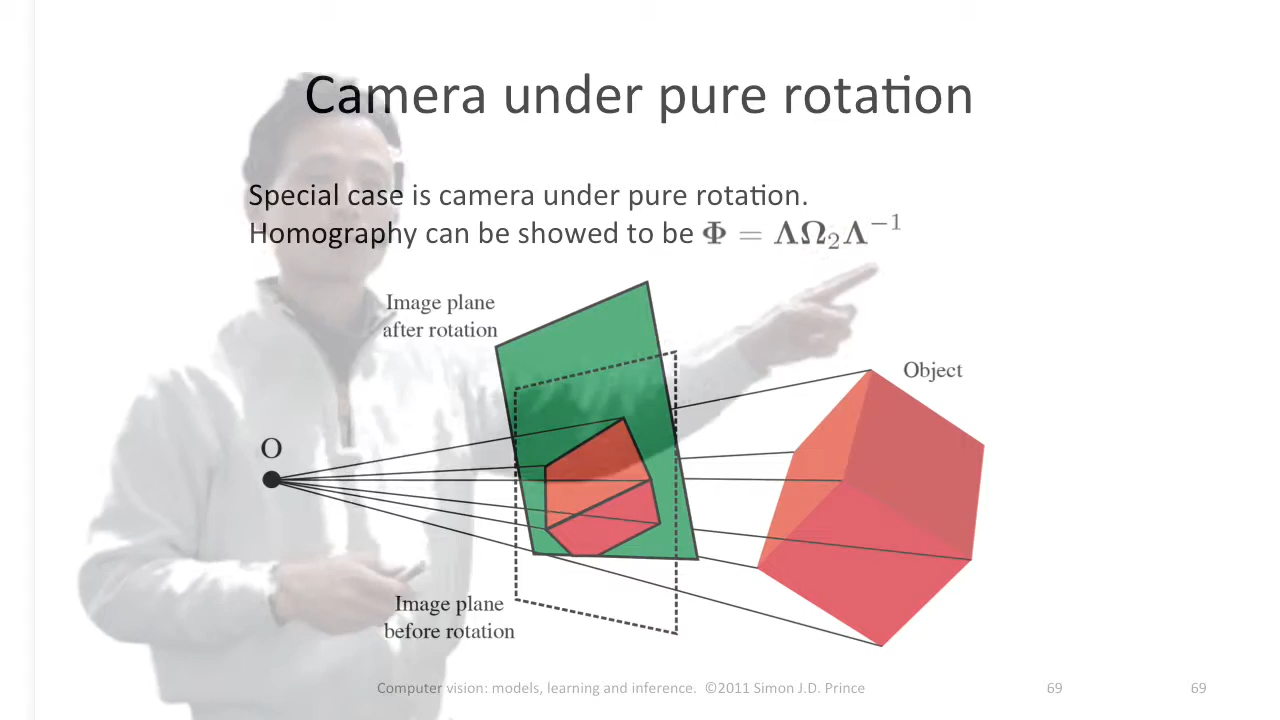 Camera under pure rotation
Special case is camera under pure rotation.
Homography can be showed to be Φ = ΛΩ₂Λ⁻¹
Image plane
after rotation
Object
O
Image plane
before rotation
Computer vision: models, learning and inference. ©2011 Simon J.D. Prince
69
69